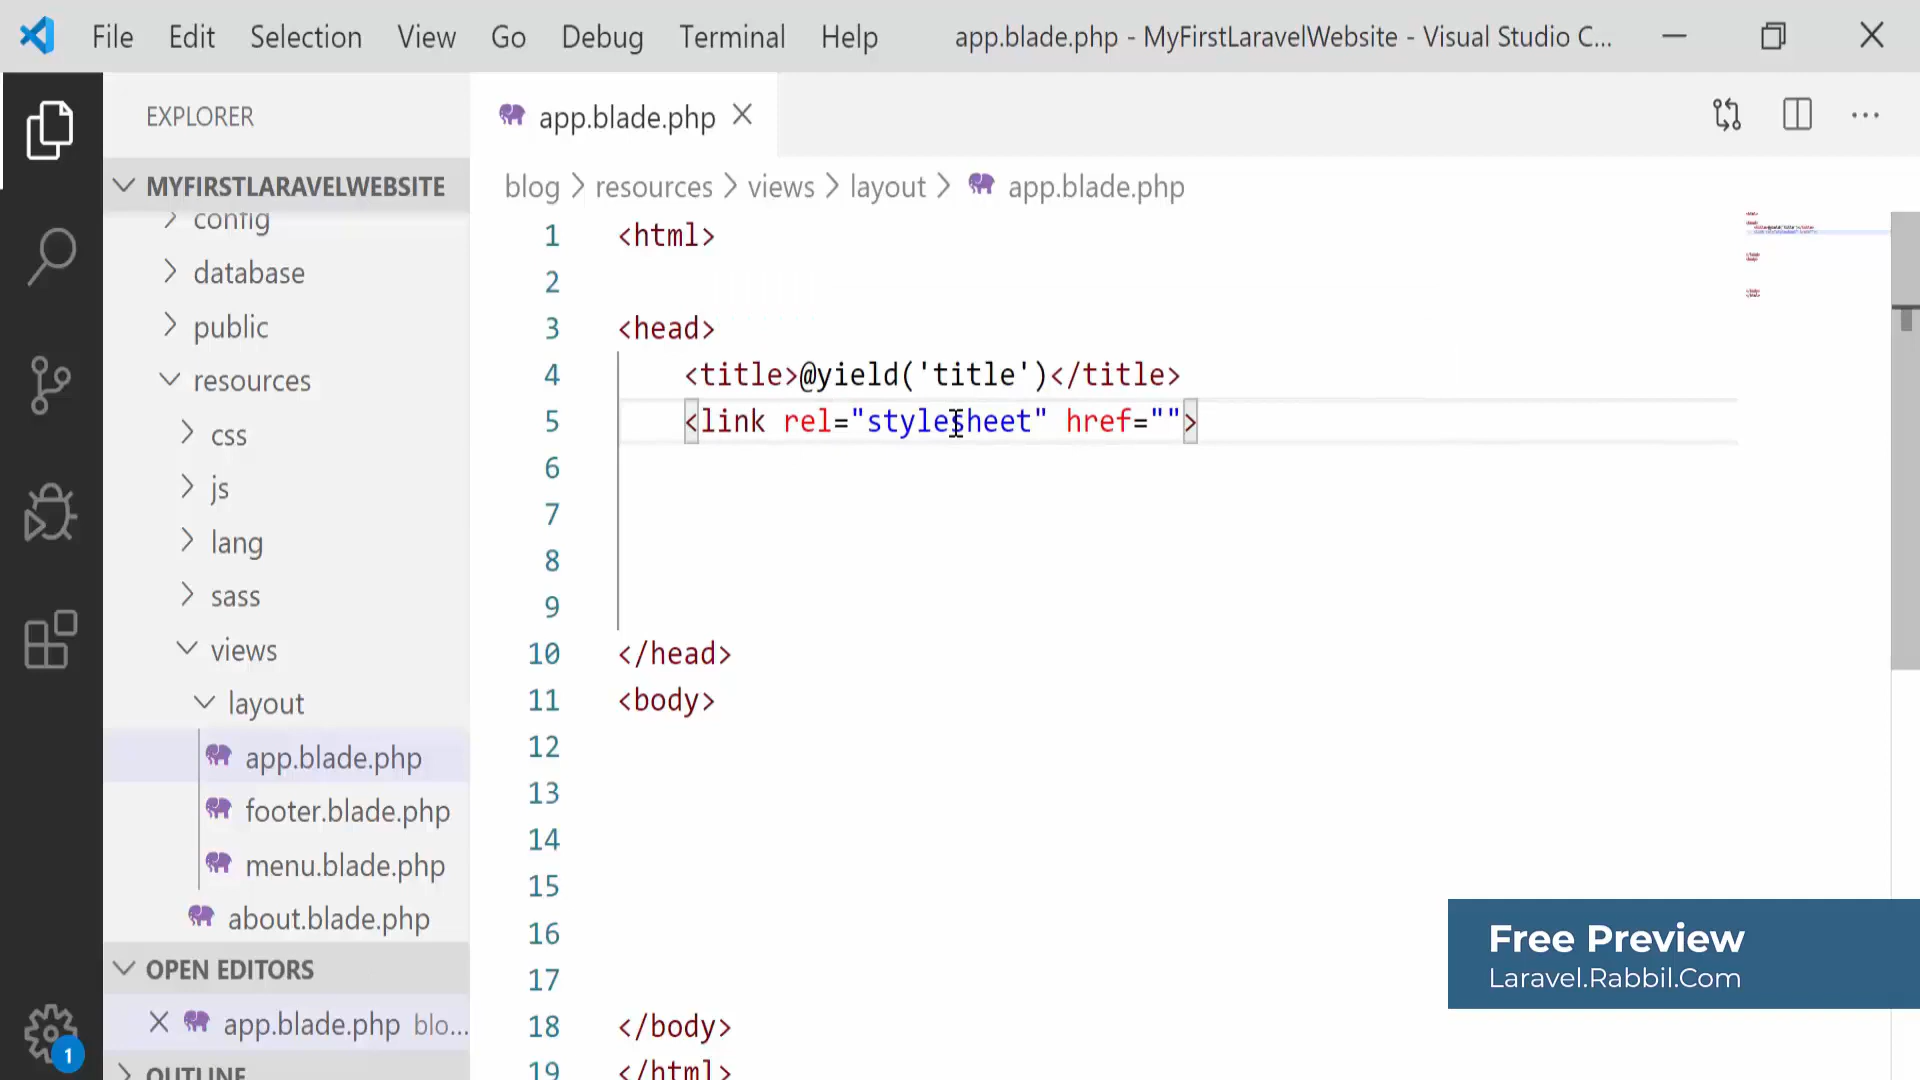 File Edit Selection View Go Debug Terminal Help app.blade.php - MyFirstLaravelWebsite - Visual Studio C...
EXPLORER
MYFIRSTLARAVELWEBSITE
config
database
public
resources
css
js
lang
sass
views
layout
app.blade.php
footer.blade.php
menu.blade.php
about.blade.php
OPEN EDITORS
app.blade.php blo...
OUTLINE
1
app.blade.php
blog > resources > views > layout > app.blade.php
1 <html>
2
3 <head>
4 <title>@yield('title')</title>
5 <link rel="stylesheet" href="">
6
7
8
9
10 </head>
11 <body>
12
13
14
15
16
17
18 </body>
19 </html>
Free Preview
Laravel.Rabbil.Com